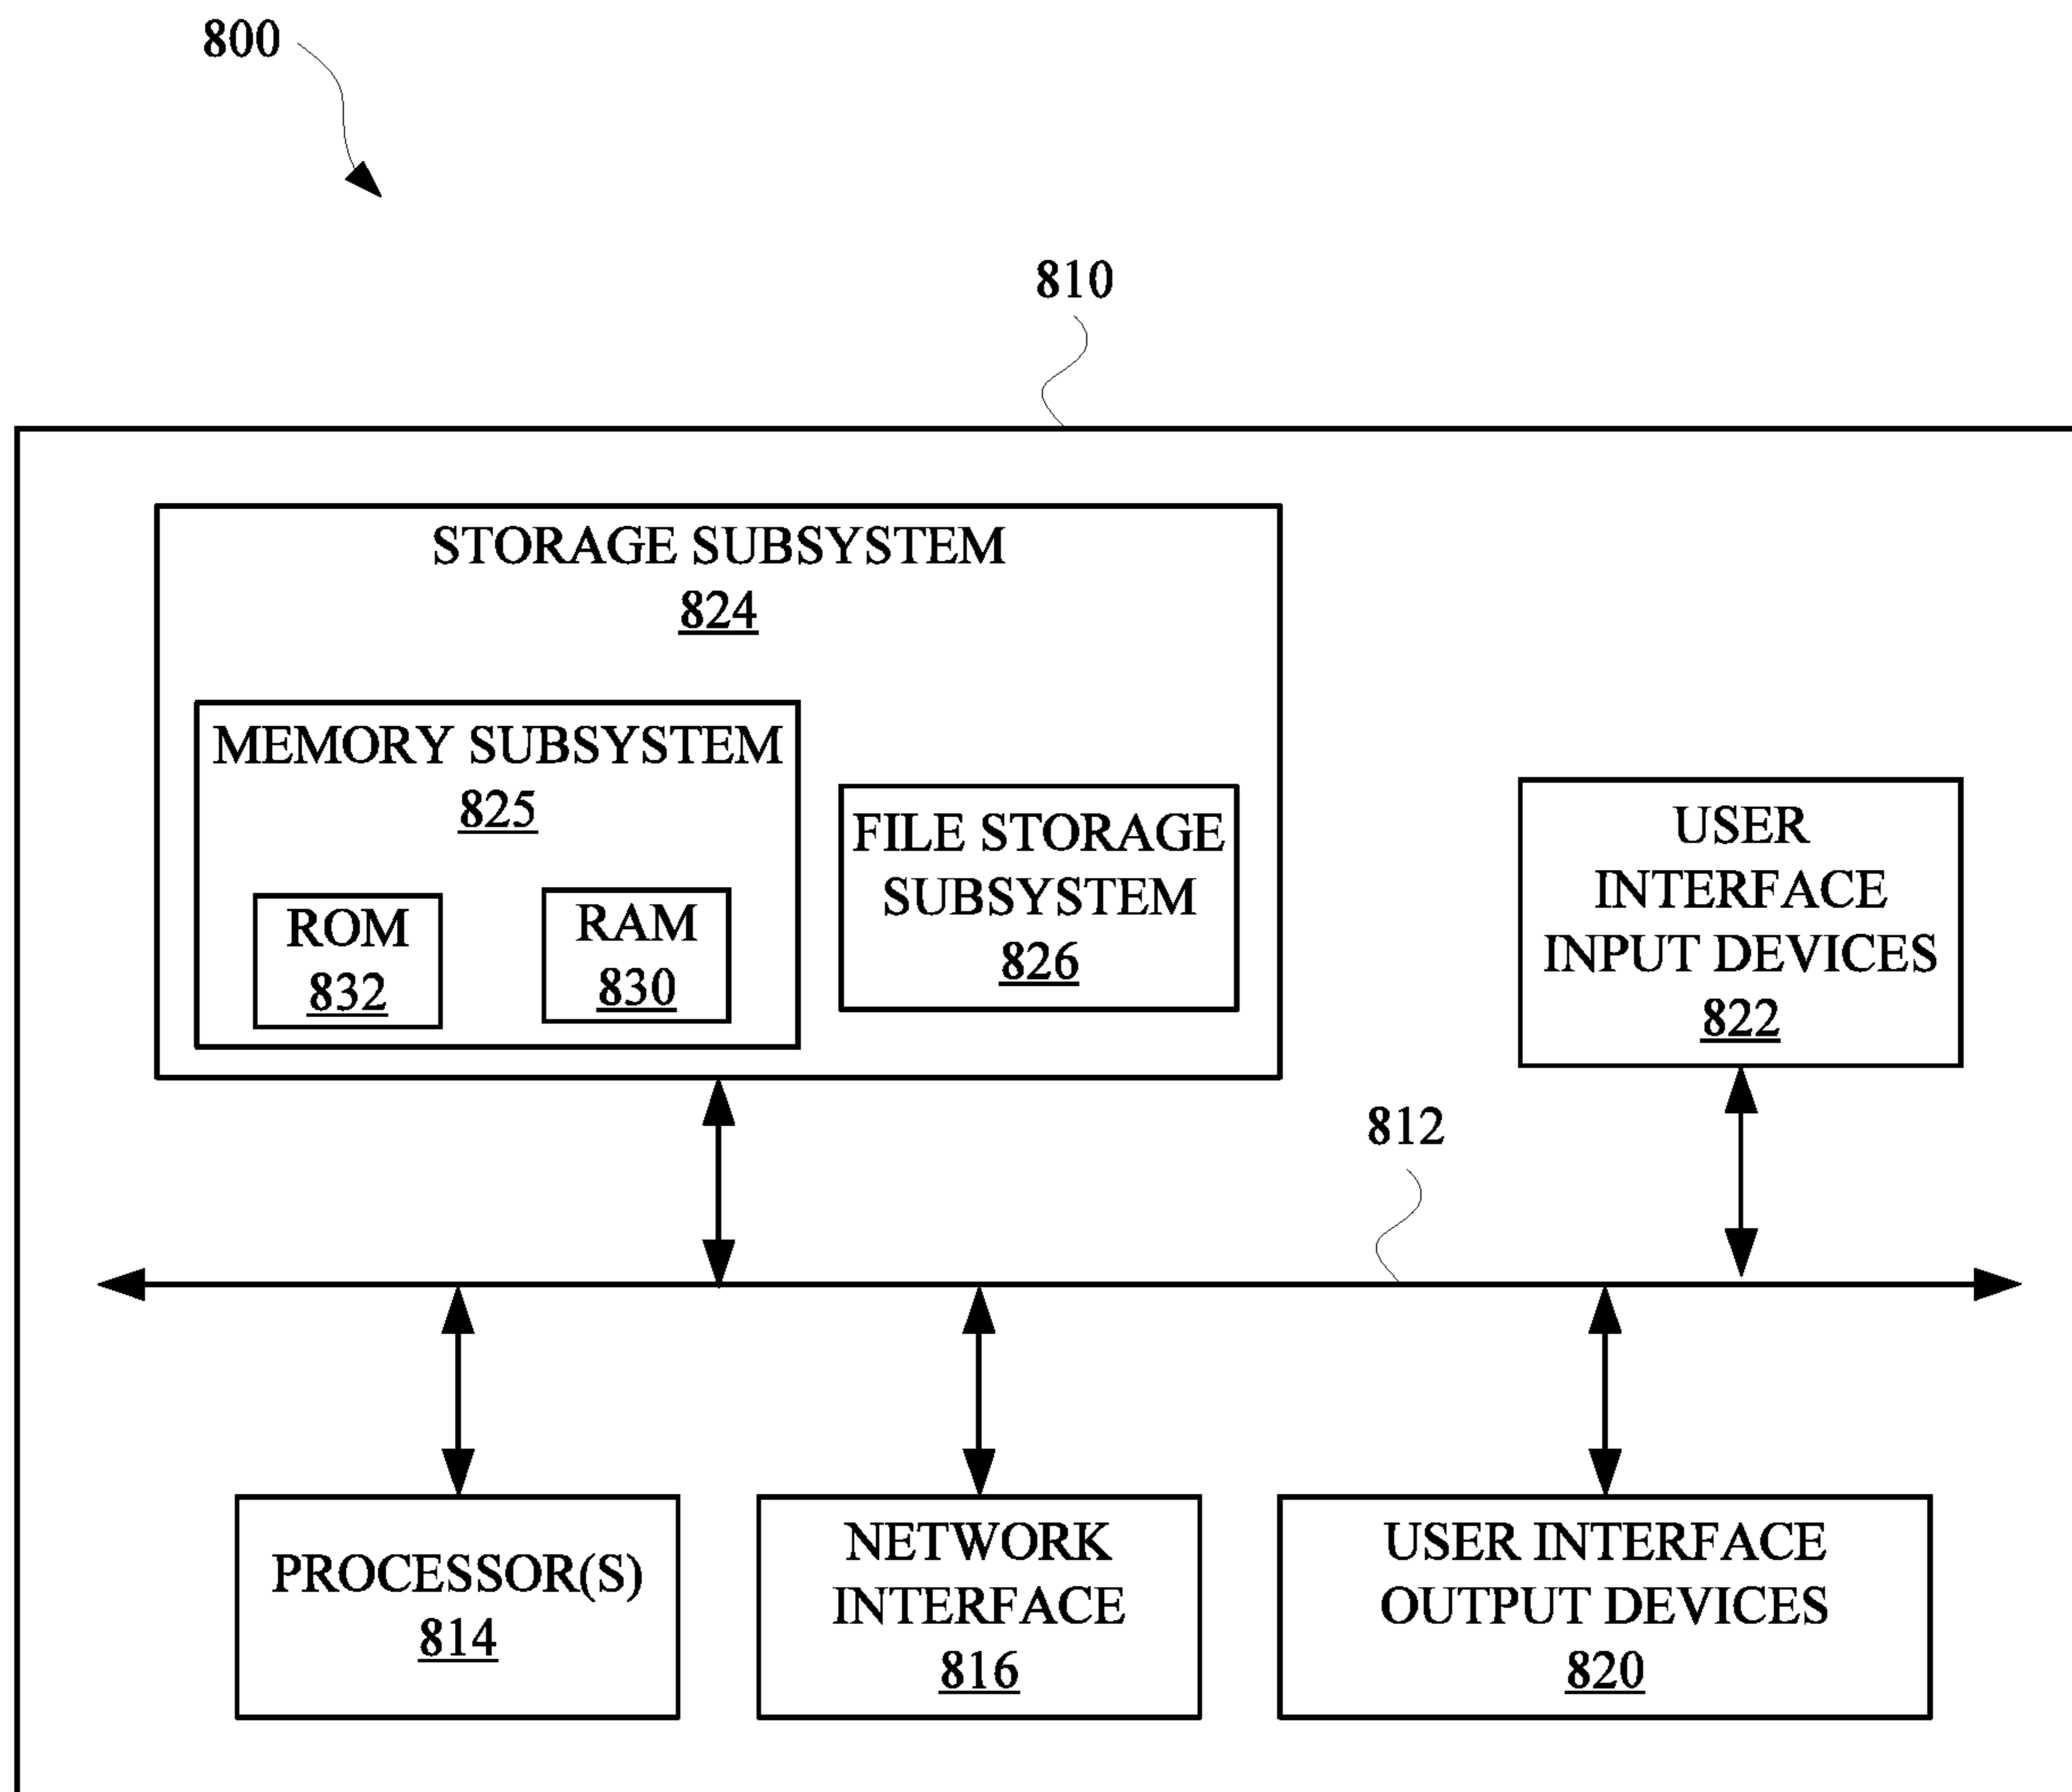 800
810
STORAGE SUBSYSTEM
824
MEMORY SUBSYSTEM
825
ROM
832
RAM
830
FILE STORAGE
SUBSYSTEM
826
USER
INTERFACE
INPUT DEVICES
822
812
PROCESSOR(S)
814
NETWORK
INTERFACE
816
USER INTERFACE
OUTPUT DEVICES
820